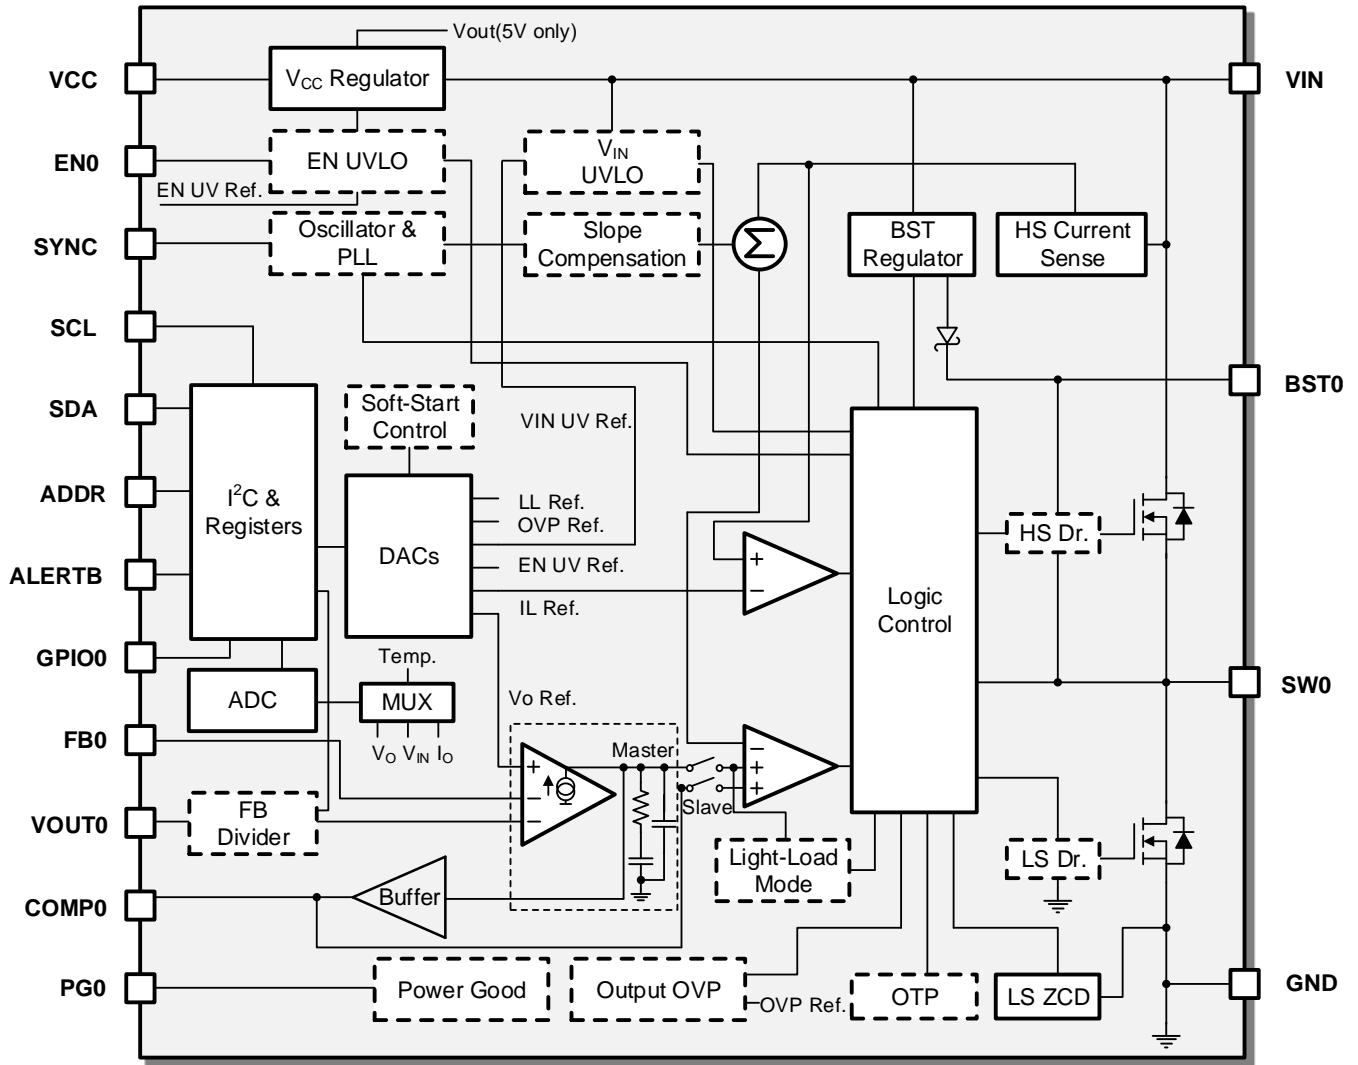 Vout(5V only)
VCC
VCC Regulator
VIN
EN0
EN UVLO
VIN
UVLO
EN UV Ref.
SYNC
Oscillator &
PLL
Slope
Compensation
Σ
BST
Regulator
HS Current
Sense
SCL
BST0
SDA
Soft-Start
Control
VIN UV Ref.
ADDR
I2C &
Registers
DACs
LL Ref.
OVP Ref.
HS Dr.
ALERTB
EN UV Ref.
+
−
IL Ref.
Logic
Control
GPIO0
Temp.
SW0
ADC
MUX
Vo Ref.
FB0
VO VIN IO
Master
+
−
−
−
+
+
Slave
VOUT0
FB
Divider
Light-Load
Mode
LS Dr.
COMP0
Buffer
PG0
Power Good
Output OVP
OVP Ref.
OTP
LS ZCD
GND